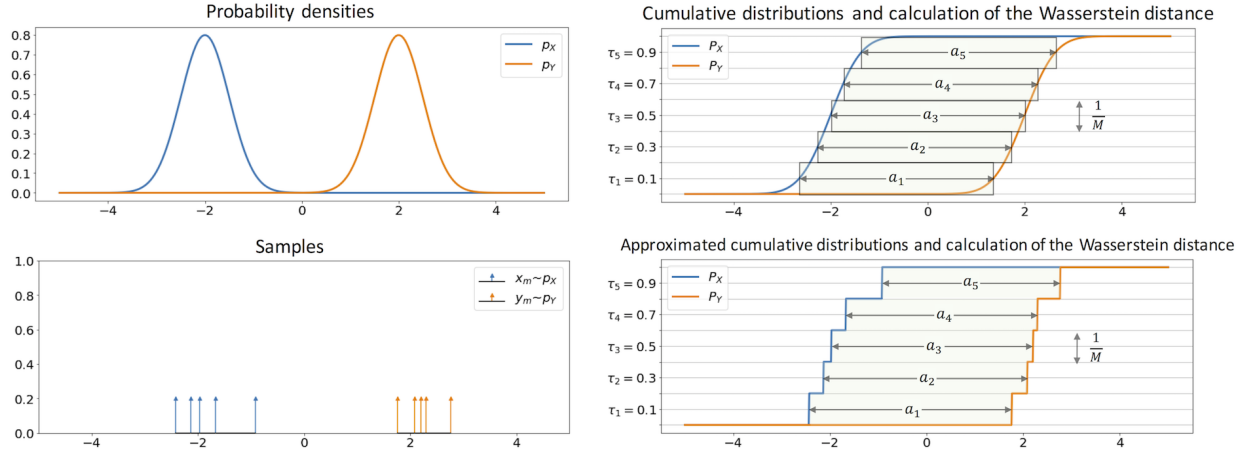 Probability densities
0.8
0.7
0.6
0.5
0.4
0.3
0.2
0.1
0.0
p_X
p_Y
−4 −2 0 2 4
Cumulative distributions and calculation of the Wasserstein distance
P_X
P_Y
τ₅ = 0.9
τ₄ = 0.7
τ₃ = 0.5
τ₂ = 0.3
τ₁ = 0.1
a₅
a₄
a₃
a₂
a₁
1/M
−4 −2 0 2 4
Samples
1.0
0.8
0.6
0.4
0.2
0.0
x_m~p_X
y_m~p_Y
−4 −2 0 2 4
Approximated cumulative distributions and calculation of the Wasserstein distance
P_X
P_Y
τ₅ = 0.9
τ₄ = 0.7
τ₃ = 0.5
τ₂ = 0.3
τ₁ = 0.1
a₅
a₄
a₃
a₂
a₁
1/M
−4 −2 0 2 4